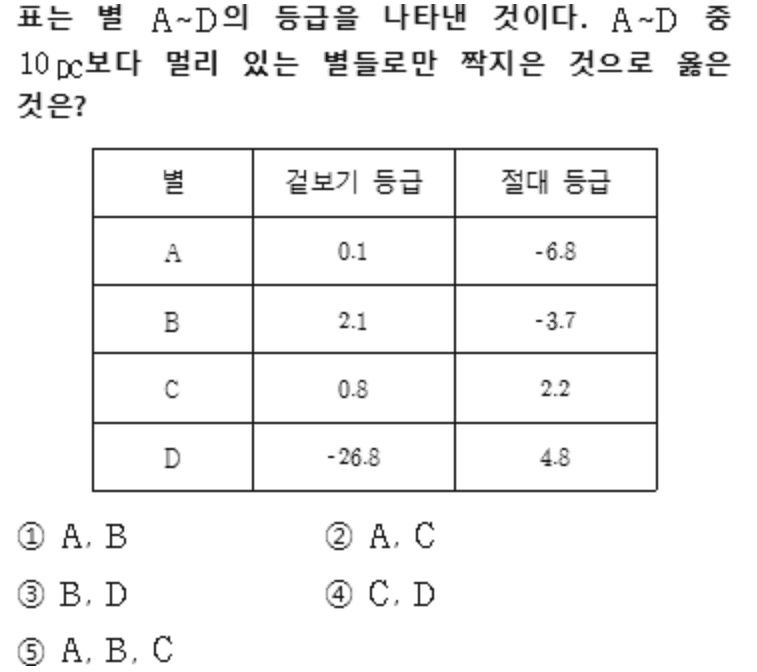 표는 별 A~D의 등급을 나타낸 것이다. A~D 중
10 pc보다 멀리 있는 별들로만 짝지은 것으로 옳은
것은?
별 겉보기 등급 절대 등급
A 0.1 -6.8
B 2.1 -3.7
C 0.8 2.2
D -26.8 4.8
① A, B ② A, C
③ B, D ④ C, D
⑤ A, B, C